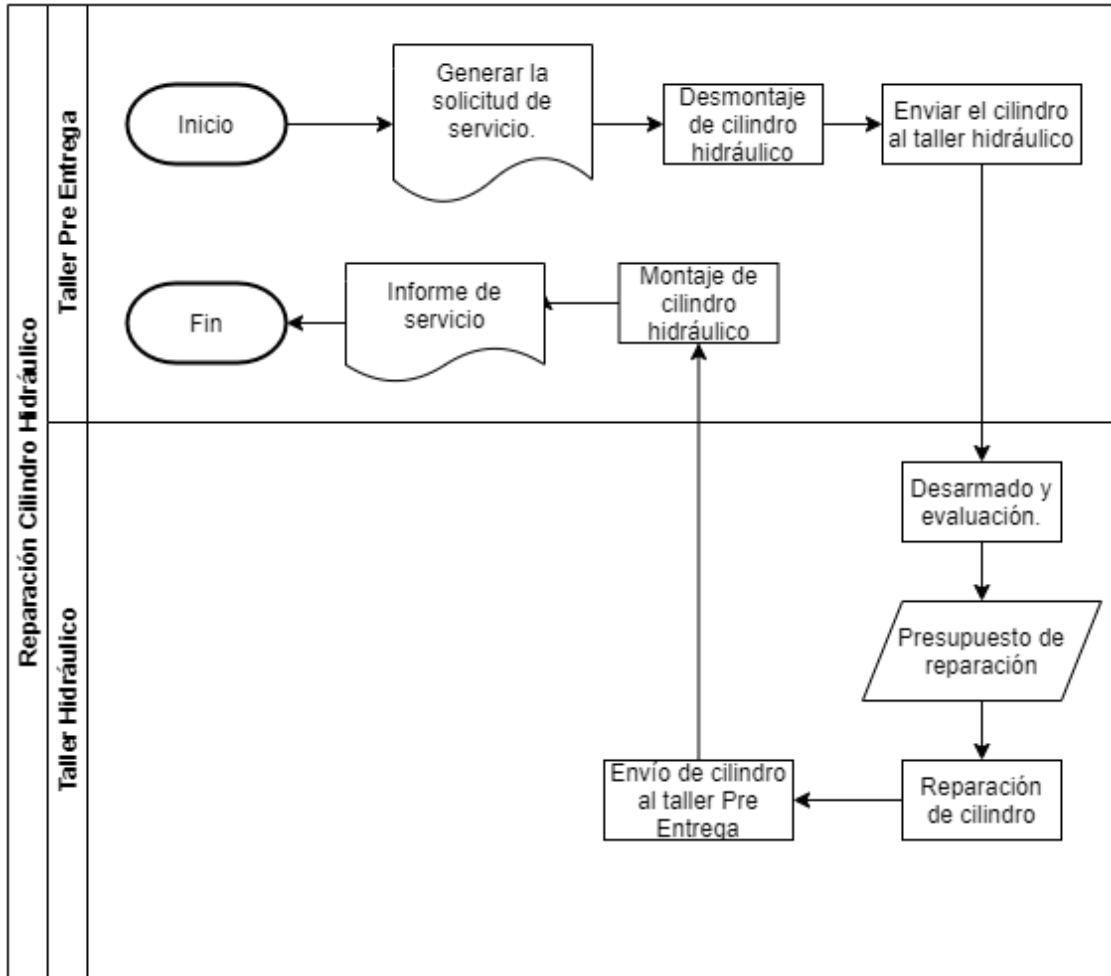 Reparación Cilindro Hidráulico
Taller Pre Entrega
Inicio
Generar la
solicitud de
servicio.
Desmontaje
de cilindro
hidráulico
Enviar el cilindro
al taller hidráulico
Fin
Informe de
servicio
Montaje de
cilindro
hidráulico
Taller Hidráulico
Desarmado y
evaluación.
Presupuesto de
reparación
Envío de cilindro
al taller Pre
Entrega
Reparación
de cilindro